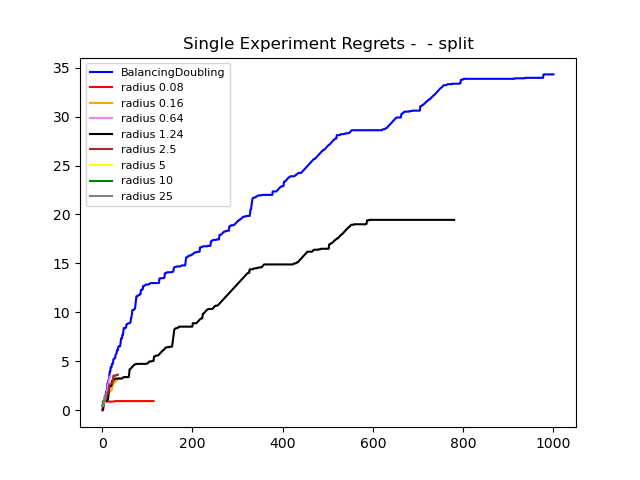 Single Experiment Regrets -  - split
35
30
25
20
15
10
5
0
BalancingDoubling
radius 0.08
radius 0.16
radius 0.64
radius 1.24
radius 2.5
radius 5
radius 10
radius 25
0 200 400 600 800 1000